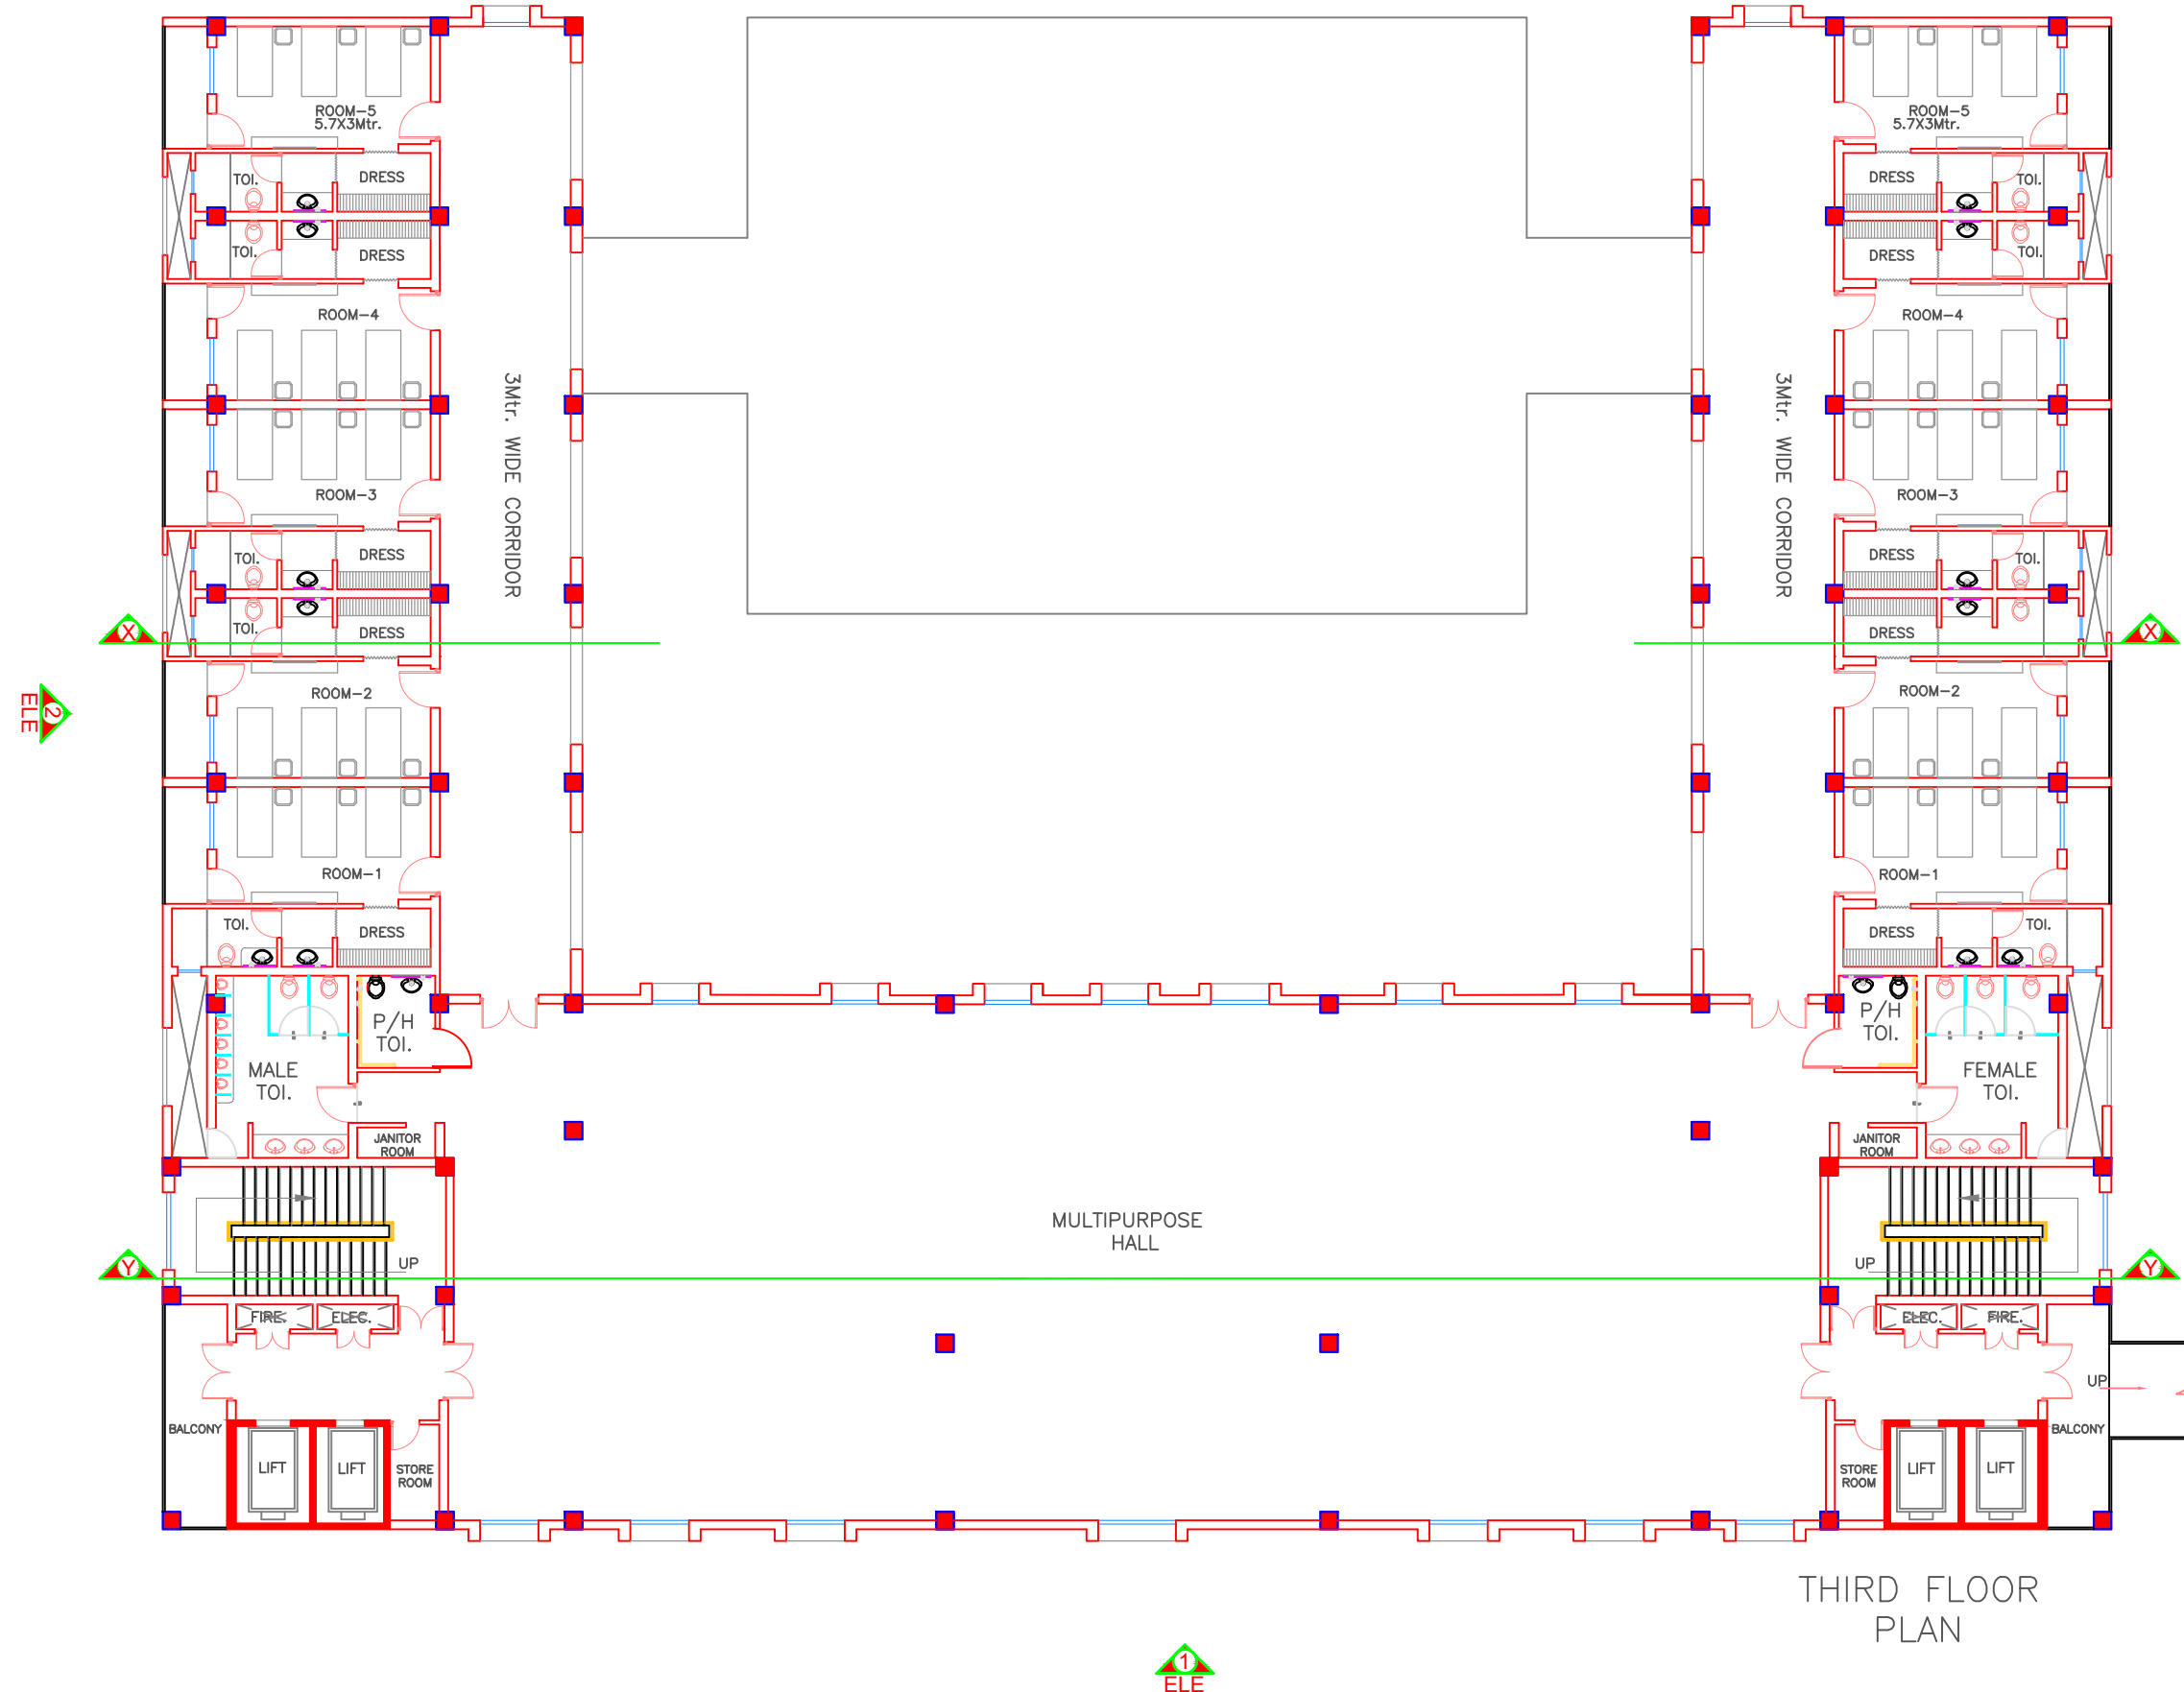 ROOM-5
5.7X3Mtr.
ROOM-5
5.7X3Mtr.
TOI.
DRESS
DRESS
TOI.
TOI.
DRESS
DRESS
TOI.
ROOM-4
ROOM-4
3Mtr. WIDE CORRIDOR
3Mtr. WIDE CORRIDOR
ROOM-3
ROOM-3
TOI.
DRESS
DRESS
TOI.
TOI.
DRESS
DRESS
X
X
ROOM-2
ROOM-2
2
ELE
ROOM-1
ROOM-1
TOI.
DRESS
DRESS
TOI.
P/H
TOI.
P/H
TOI.
MALE
TOI.
FEMALE
TOI.
JANITOR
ROOM
JANITOR
ROOM
MULTIPURPOSE
HALL
UP
UP
Y
Y
FIRE.
ELEC.
ELEC.
FIRE.
UP
BALCONY
BALCONY
LIFT
LIFT
STORE
ROOM
STORE
ROOM
LIFT
LIFT
THIRD FLOOR
PLAN
1
ELE